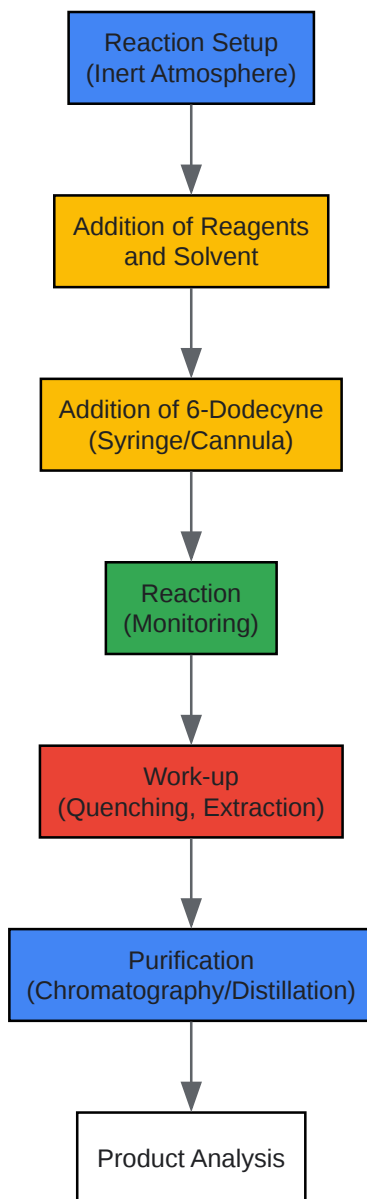 Reaction Setup
(Inert Atmosphere)
Addition of Reagents
and Solvent
Addition of 6-Dodecyne
(Syringe/Cannula)
Reaction
(Monitoring)
Work-up
(Quenching, Extraction)
Purification
(Chromatography/Distillation)
Product Analysis